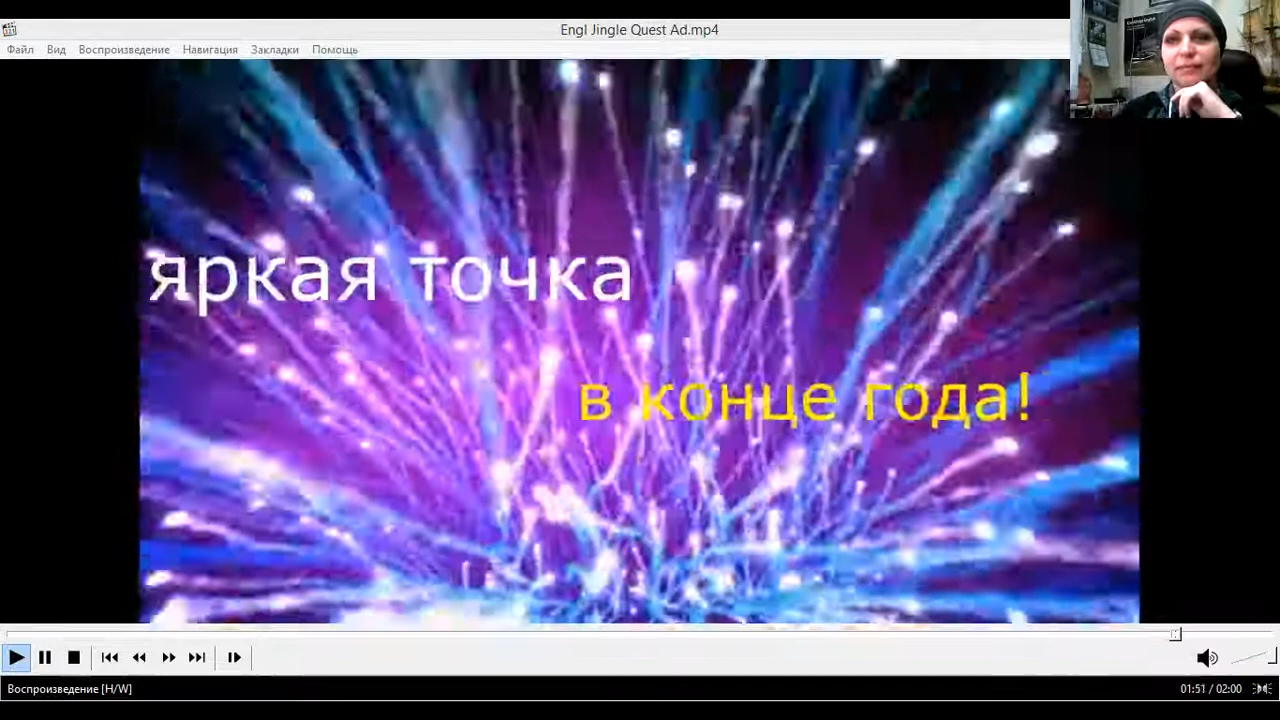 Engl Jingle Quest Ad.mp4
Файл Вид Воспроизведение Навигация Закладки Помощь
яркая точка
в конце года!
Воспроизведение [H/W]
01:51 / 02:00